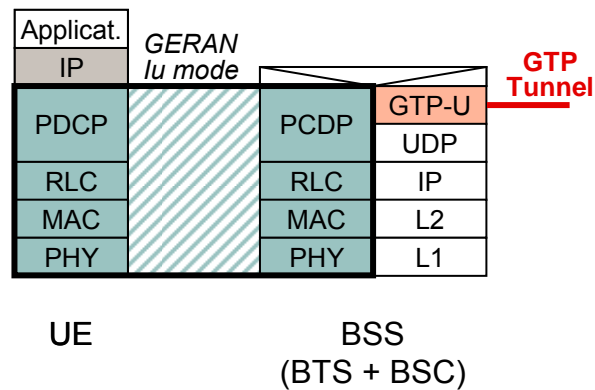 Applicat.
IP
GERAN
Iu mode
GTP
Tunnel
PDCP
PCDP
GTP-U
UDP
RLC
RLC
IP
MAC
MAC
L2
PHY
PHY
L1
UE
BSS
(BTS + BSC)